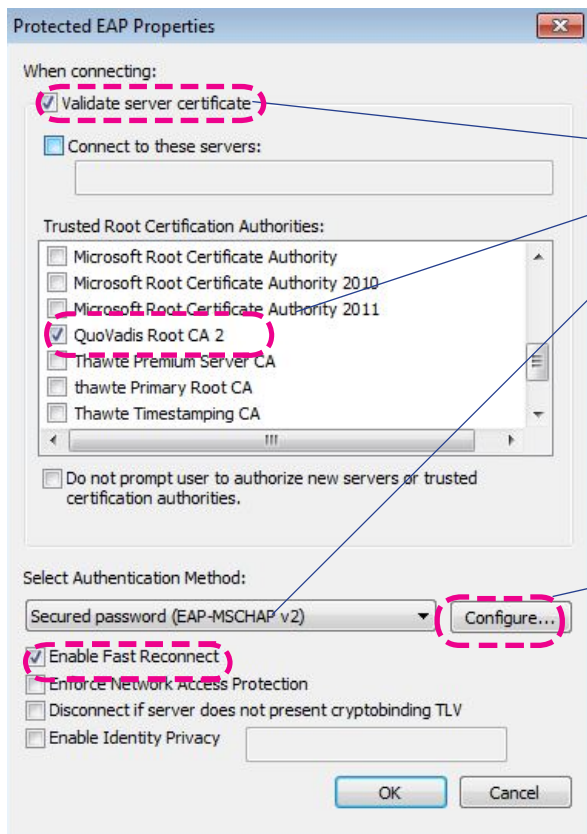 Protected EAP Properties
When connecting:
Validate server certificate
Connect to these servers:
Trusted Root Certification Authorities:
Microsoft Root Certificate Authority
Microsoft Root Certificate Authority 2010
Microsoft Root Certificate Authority 2011
QuoVadis Root CA 2
Thawte Premium Server CA
thawte Primary Root CA
Thawte Timestamping CA
Do not prompt user to authorize new servers or trusted
certification authorities.
Select Authentication Method:
Secured password (EAP-MSCHAP v2)
Configure...
Enable Fast Reconnect
Enforce Network Access Protection
Disconnect if server does not present cryptobinding TLV
Enable Identity Privacy
OK Cancel